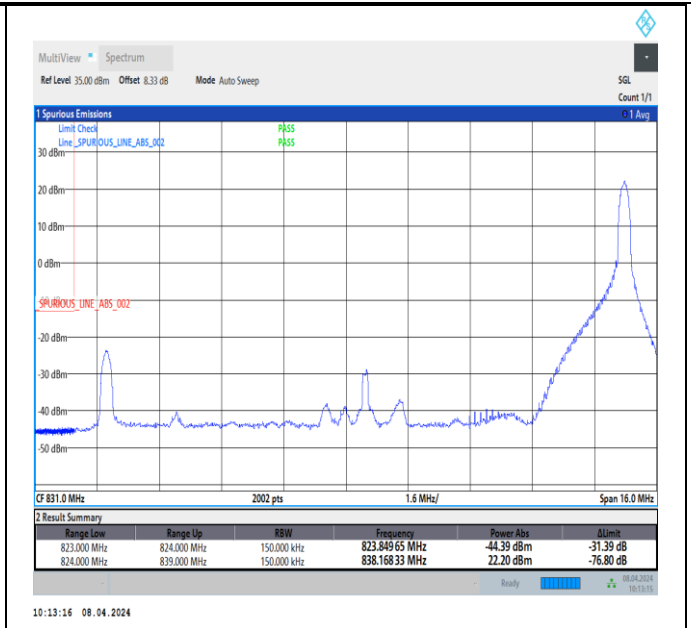 MultiView Spectrum
Ref Level 35.00 dBm Offset 8.33 dB Mode Auto Sweep SGL
Count 1/1
1 Spurious Emissions 1 Avg
Limit Check PASS
Line _SPURIOUS_LINE_ABS_002 PASS
30 dBm
20 dBm
10 dBm
0 dBm
_SPURIOUS_LINE_ABS_002
-20 dBm
-30 dBm
-40 dBm
-50 dBm
CF 831.0 MHz 2002 pts 1.6 MHz/ Span 16.0 MHz
2 Result Summary
Range Low Range Up RBW Frequency Power Abs ΔLimit
823.000 MHz 824.000 MHz 150.000 kHz 823.849 65 MHz -44.39 dBm -31.39 dB
824.000 MHz 839.000 MHz 150.000 kHz 838.168 33 MHz 22.20 dBm -76.80 dB
Ready 08.04.2024
10:13:15
10:13:16 08.04.2024